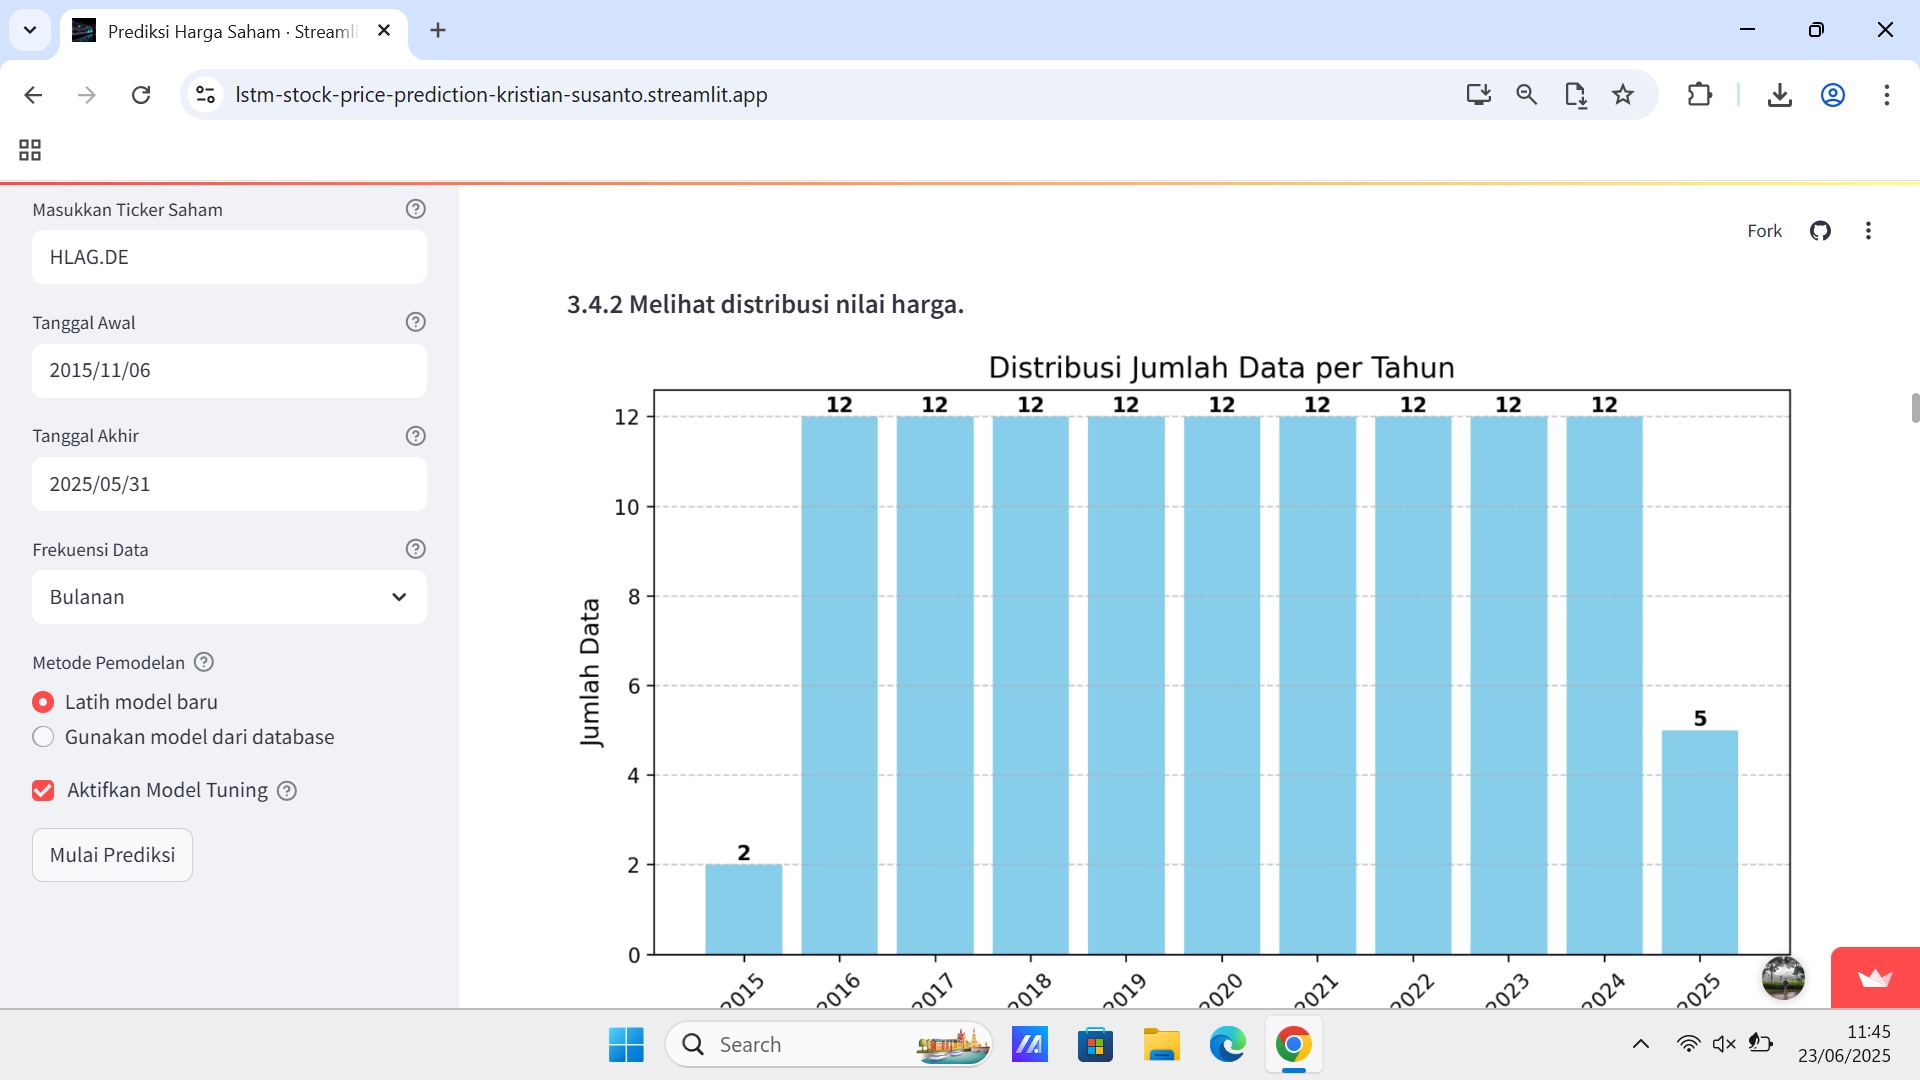 Prediksi Harga Saham · Streamli
lstm-stock-price-prediction-kristian-susanto.streamlit.app
Masukkan Ticker Saham
HLAG.DE
Tanggal Awal
2015/11/06
Tanggal Akhir
2025/05/31
Frekuensi Data
Bulanan
Metode Pemodelan
Latih model baru
Gunakan model dari database
Aktifkan Model Tuning
Mulai Prediksi
Fork
3.4.2 Melihat distribusi nilai harga.
Distribusi Jumlah Data per Tahun
Jumlah Data
12
10
8
6
4
2
0
2
12
12
12
12
12
12
12
12
12
5
2015
2016
2017
2018
2019
2020
2021
2022
2023
2024
2025
Search
11:45
23/06/2025